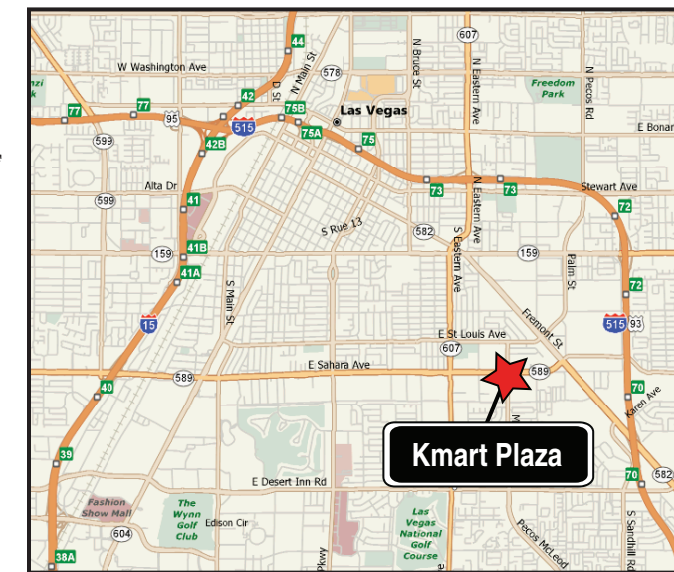 44
607
W Washington Ave
D St
N Main St
578
N Bruce St
N Eastern Ave
Freedom
Park
N Pecos Rd
nzi
k
77
77
95
42
75B
Las Vegas
515
75A
75
E Bonan
599
42B
Alta Dr
73
73
Stewart Ave
599
41
N Eastern Ave
72
S Rue 13
582
41B
159
159
41A
S Main St
S Eastern Ave
Palm St
72
15
Fremont St
515
93
E St Louis Ave
607
E Sahara Ave
589
589
40
70
Karen Ave
M
Kmart Plaza
39
E Desert Inn Rd
70
582
Fashion
Show Mall
The
Wynn
Golf
Club
Edison Cir
604
Las
Vegas
National
Golf
Course
Pecos McLeod
S Sandhill Rd
Pkwy
e
38A